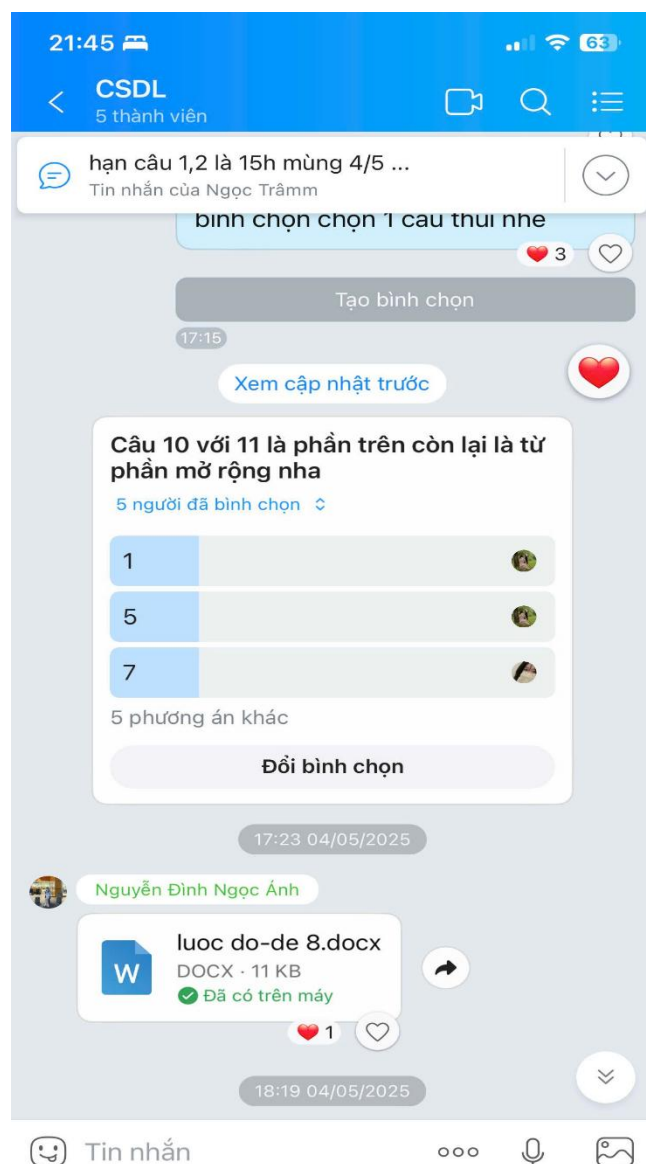 21:45
63
CSDL
5 thành viên
hạn câu 1,2 là 15h mùng 4/5 ...
Tin nhắn của Ngọc Trâmm
bình chọn chọn 1 câu thui nhé
3
Tạo bình chọn
17:15
Xem cập nhật trước
Câu 10 với 11 là phần trên còn lại là từ
phần mở rộng nha
5 người đã bình chọn
1
5
7
5 phương án khác
Đổi bình chọn
17:23 04/05/2025
Nguyễn Đình Ngọc Ánh
W
luoc do-de 8.docx
DOCX · 11 KB
Đã có trên máy
1
18:19 04/05/2025
Tin nhắn